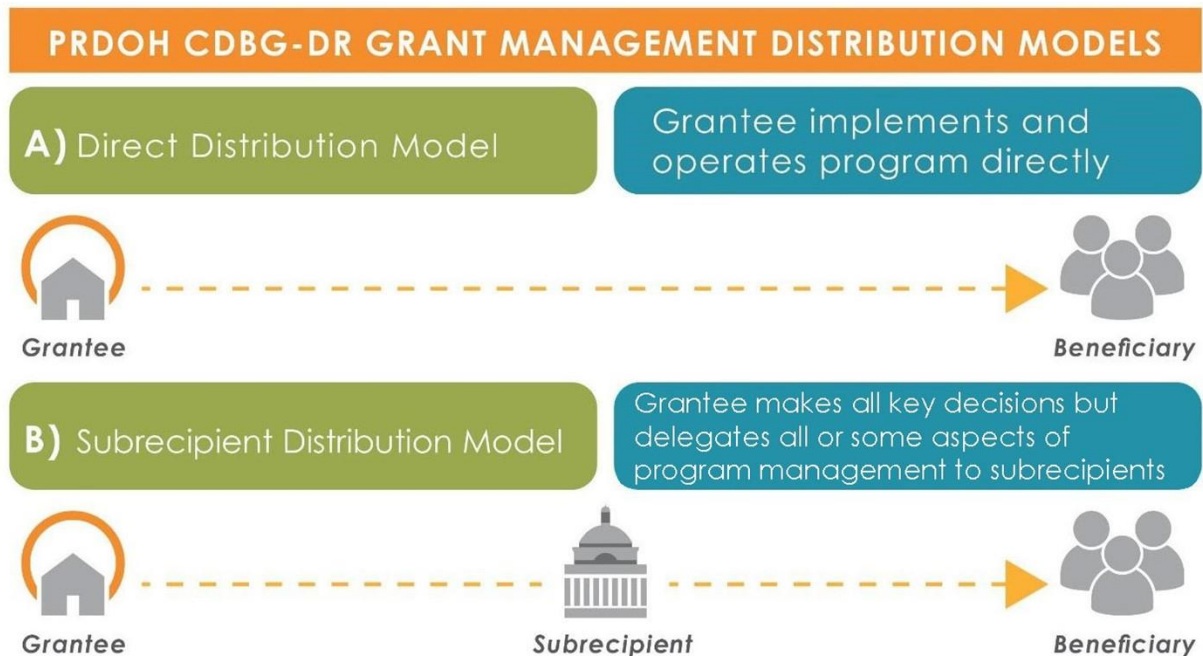 PRDOH CDBG-DR GRANT MANAGEMENT DISTRIBUTION MODELS
A) Direct Distribution Model
Grantee implements and
operates program directly
Grantee
Beneficiary
B) Subrecipient Distribution Model
Grantee makes all key decisions but
delegates all or some aspects of
program management to subrecipients
Grantee
Subrecipient
Beneficiary